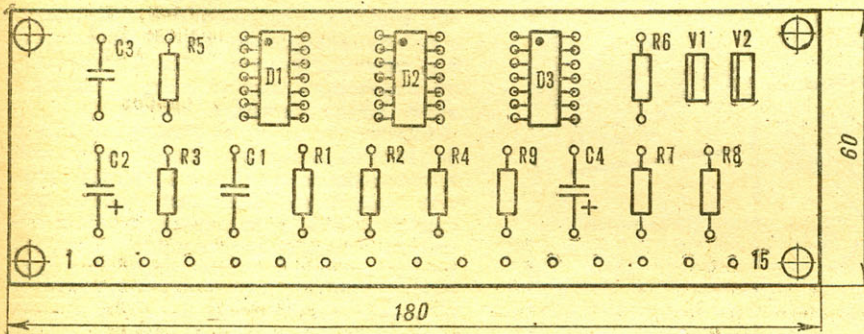 C3 R5 D1 D2 D3 R6 V1 V2
C2 R3 C1 R1 R2 R4 R9 C4 R7 R8
+ +
1 15
60
180